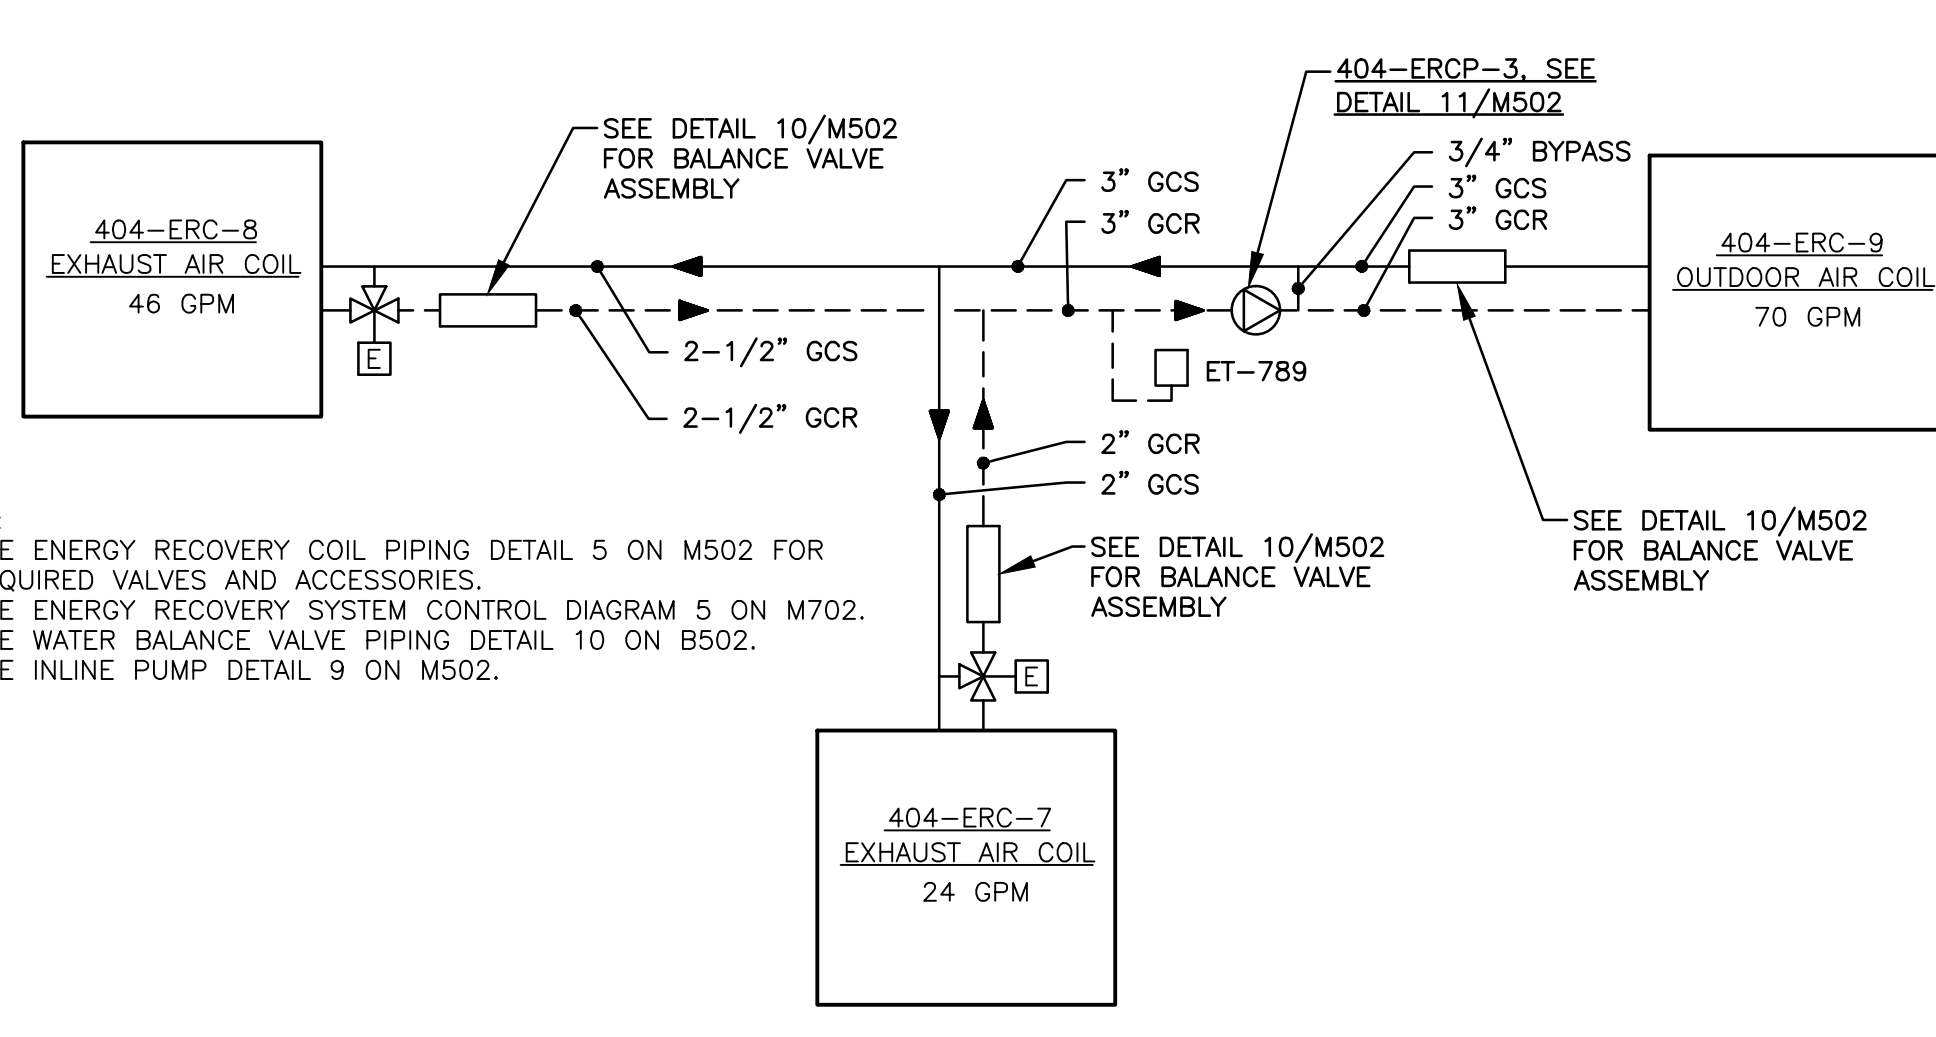 404-ERCP-3, SEE
DETAIL 11/M502
SEE DETAIL 10/M502
FOR BALANCE VALVE
ASSEMBLY
3/4" BYPASS
3" GCS
3" GCR
3" GCS
3" GCR
404-ERC-8
EXHAUST AIR COIL
46 GPM
404-ERC-9
OUTDOOR AIR COIL
70 GPM
E
2-1/2" GCS
2-1/2" GCR
ET-789
2" GCR
2" GCS
SEE DETAIL 10/M502
FOR BALANCE VALVE
ASSEMBLY
SEE DETAIL 10/M502
FOR BALANCE VALVE
ASSEMBLY
E ENERGY RECOVERY COIL PIPING DETAIL 5 ON M502 FOR
QUIRED VALVES AND ACCESSORIES.
E ENERGY RECOVERY SYSTEM CONTROL DIAGRAM 5 ON M702.
E WATER BALANCE VALVE PIPING DETAIL 10 ON B502.
E INLINE PUMP DETAIL 9 ON M502.
E
404-ERC-7
EXHAUST AIR COIL
24 GPM